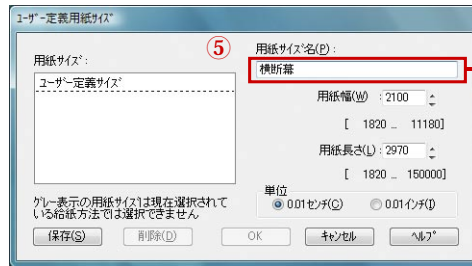 ユーザー定義用紙サイズ
⑤
用紙サイズ:
用紙サイズ名(P):
ユーザー定義サイズ
横断幕
用紙幅(W) : 2100
[ 1820 .. 11180]
用紙長さ(L) : 2970
[ 1820 .. 150000]
グレー表示の用紙サイズは現在選択されて
いる給紙方法では選択できません
単位
0.01センチ(C)
0.01インチ(I)
保存(S)
削除(D)
OK
キャンセル
ヘルプ